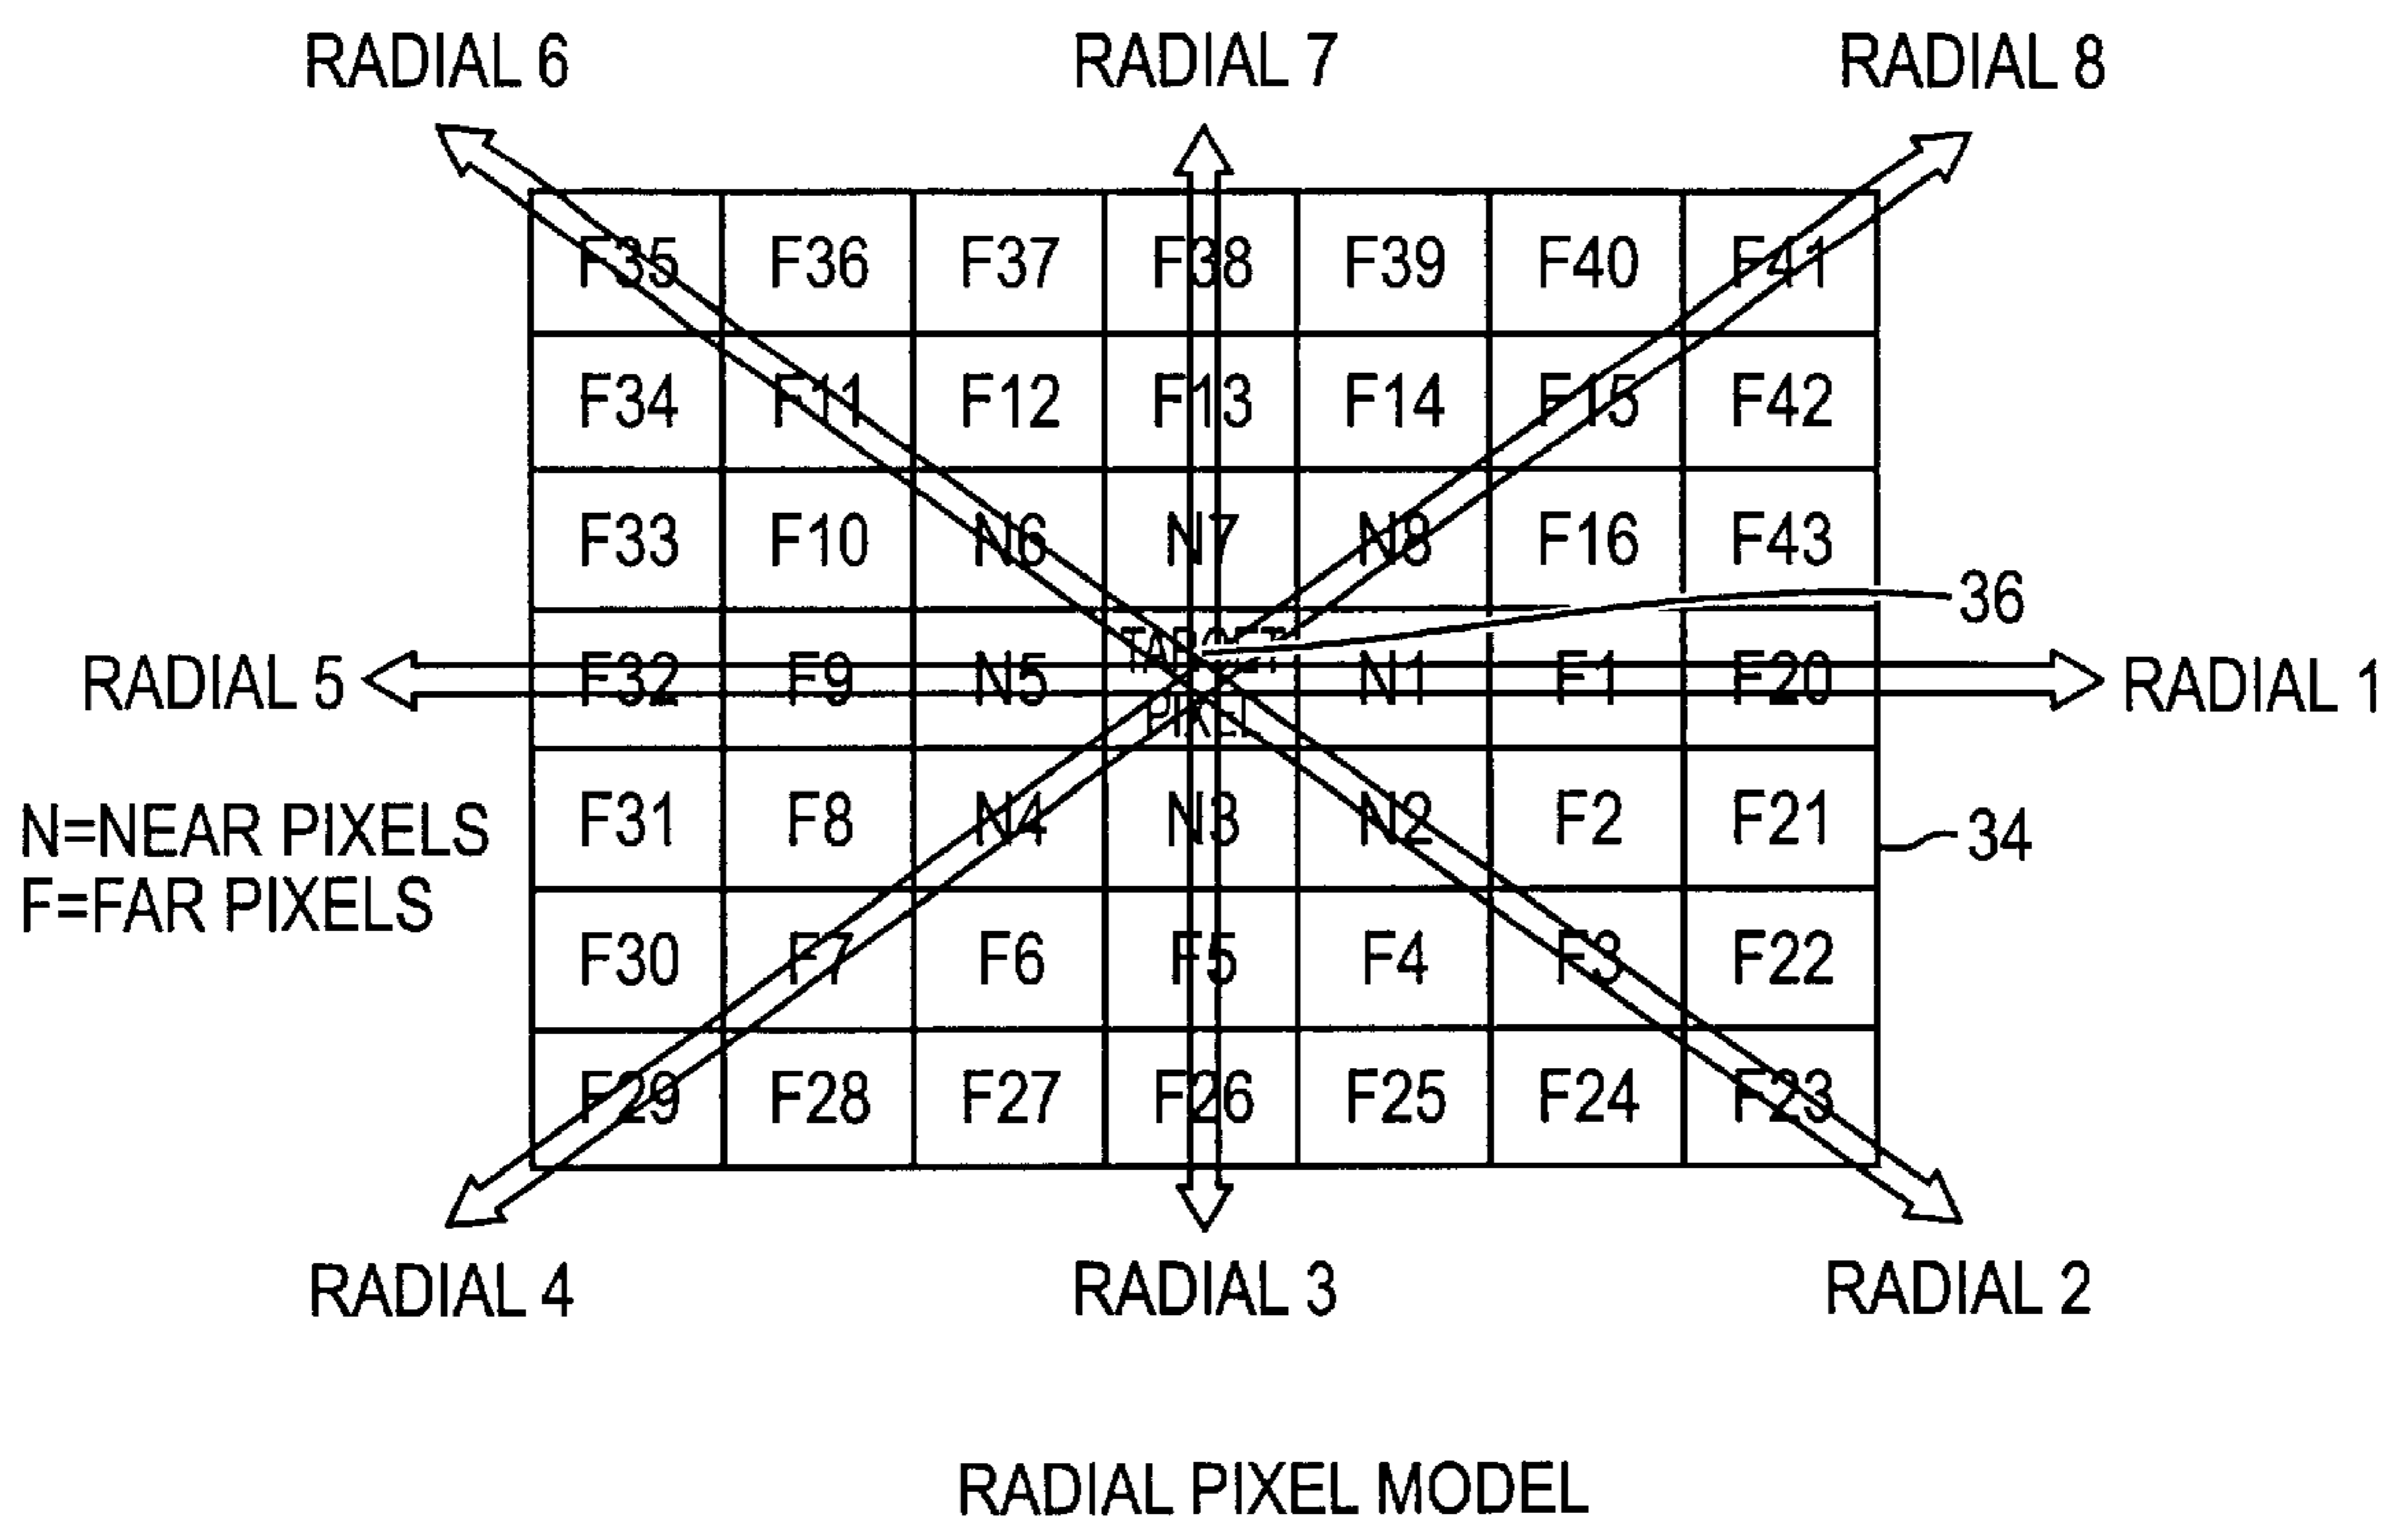 RADIAL 6 RADIAL 7 RADIAL 8
F35 F36 F37 F38 F39 F40 F41
F34 F11 F12 F13 F14 F15 F42
F33 F10 N6 N7 N8 F16 F43
36
TARGET
RADIAL 5 F32 F9 N5 N1 F1 F20 RADIAL 1
PIXEL
F31 F8 N4 N3 N2 F2 F21
N=NEAR PIXELS
34
F=FAR PIXELS
F30 F7 F6 F5 F4 F3 F22
F29 F28 F27 F26 F25 F24 F23
RADIAL 4 RADIAL 3 RADIAL 2
RADIAL PIXEL MODEL